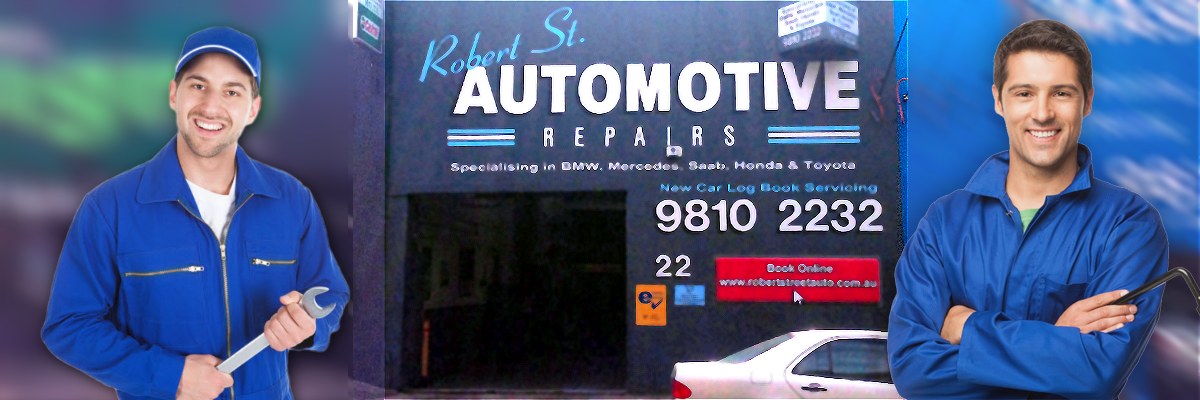 Robert St.
AUTOMOTIVE
REPAIRS
Specialising in BMW, Mercedes, Saab, Honda & Toyota
New Car Log Book Servicing
9810 2232
22
Book Online
www.robertstreetauto.com.au